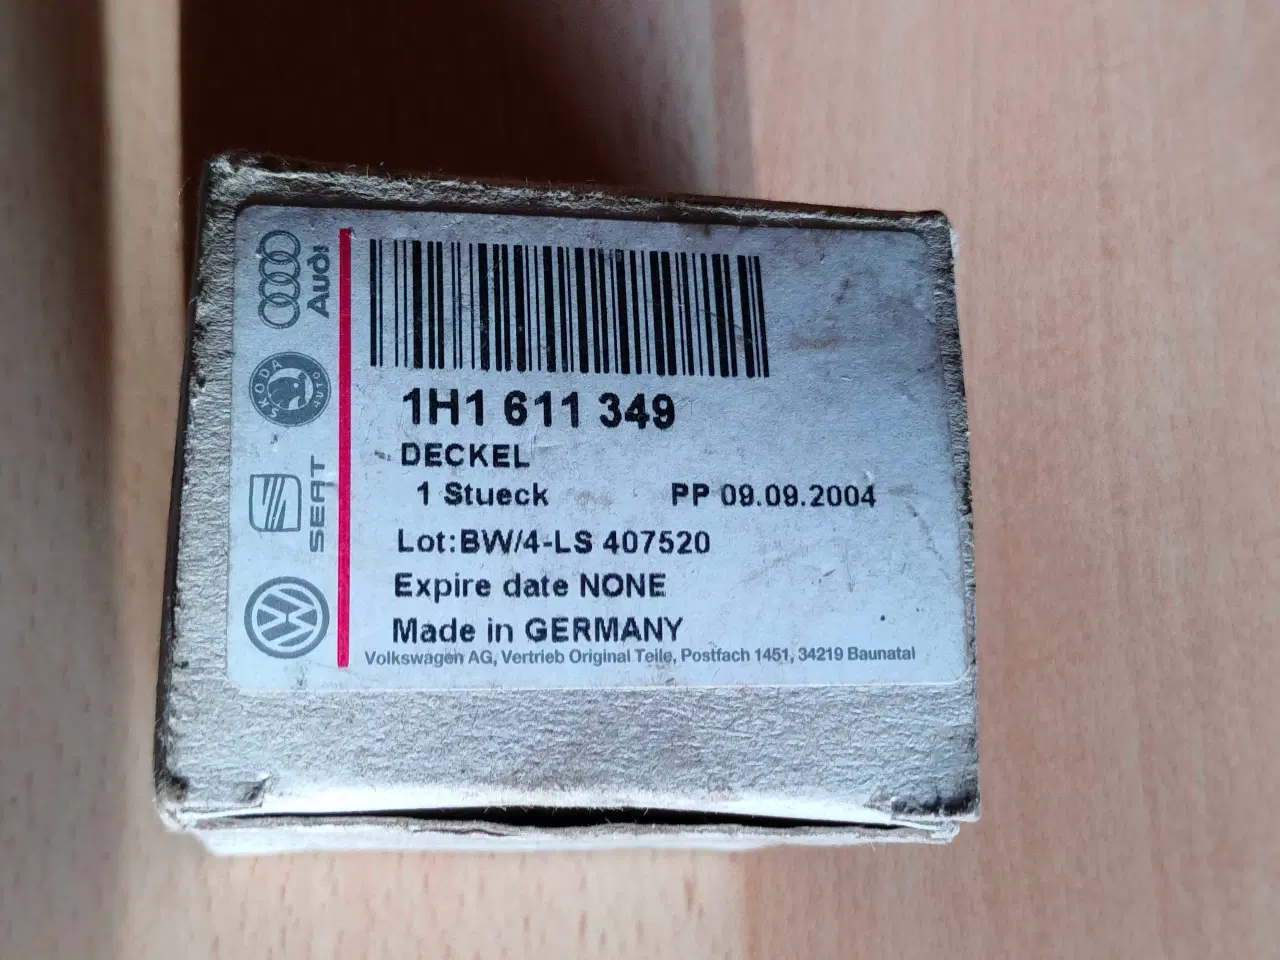 Audi
ŠKODA AUTO
SEAT
1H1 611 349
DECKEL
1 Stueck PP 09.09.2004
Lot:BW/4-LS 407520
Expire date NONE
Made in GERMANY
Volkswagen AG, Vertrieb Original Teile, Postfach 1451, 34219 Baunatal